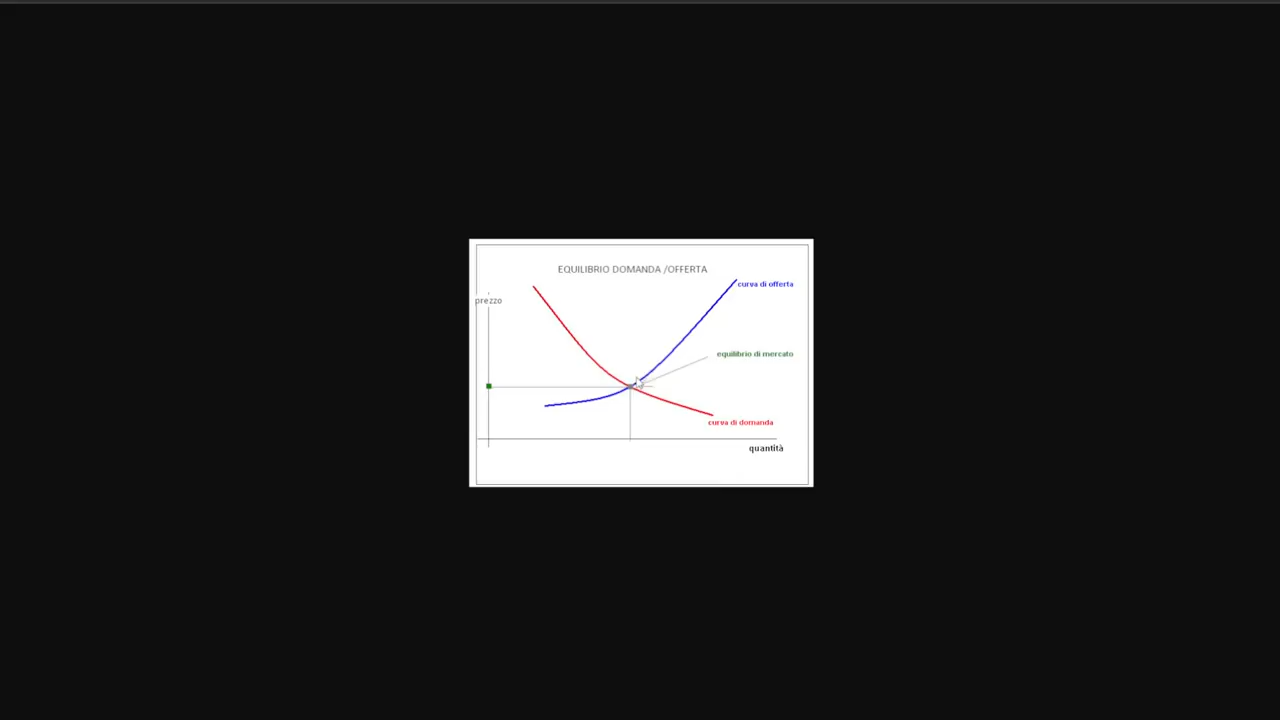 EQUILIBRIO DOMANDA /OFFERTA
curva di offerta
prezzo
equilibrio di mercato
curva di domanda
quantità